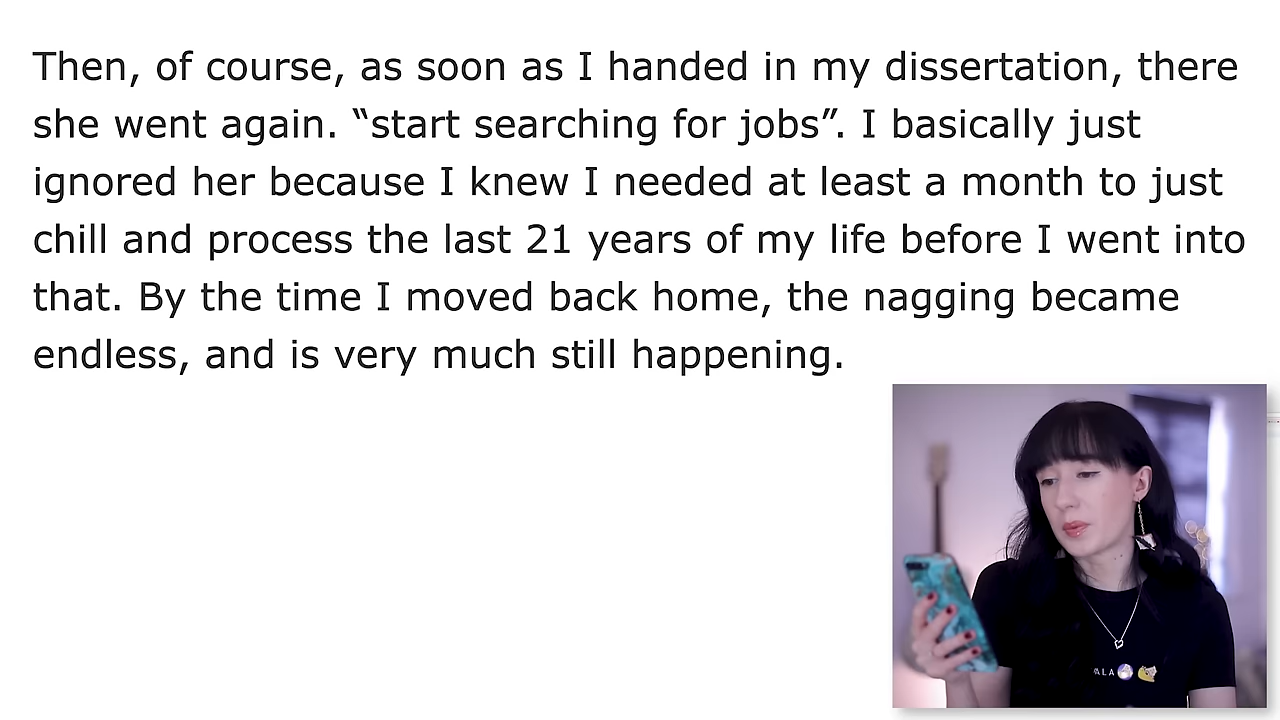 Then, of course, as soon as I handed in my dissertation, there
she went again. “start searching for jobs”. I basically just
ignored her because I knew I needed at least a month to just
chill and process the last 21 years of my life before I went into
that. By the time I moved back home, the nagging became
endless, and is very much still happening.